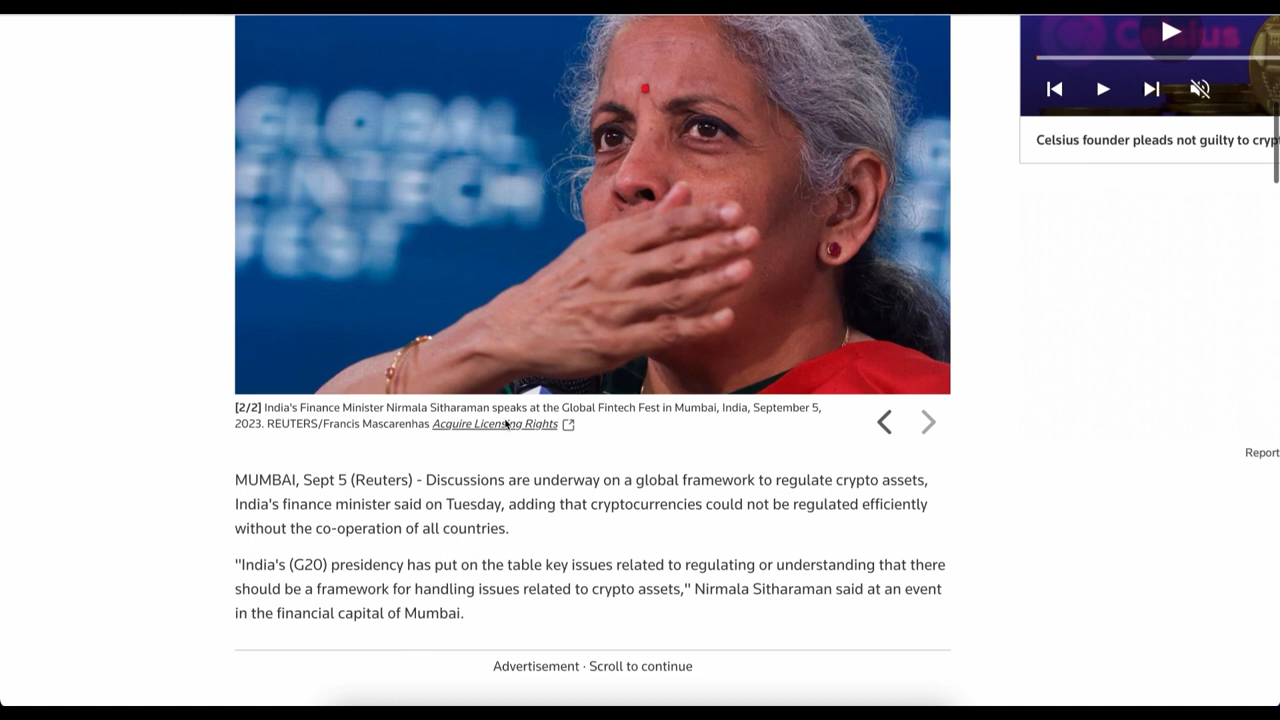 GLOBAL
FINTECH
FEST
Celsius
Celsius founder pleads not guilty to cryp
[2/2] India's Finance Minister Nirmala Sitharaman speaks at the Global Fintech Fest in Mumbai, India, September 5,
2023. REUTERS/Francis Mascarenhas Acquire Licensing Rights
Report
MUMBAI, Sept 5 (Reuters) - Discussions are underway on a global framework to regulate crypto assets,
India's finance minister said on Tuesday, adding that cryptocurrencies could not be regulated efficiently
without the co-operation of all countries.
"India's (G20) presidency has put on the table key issues related to regulating or understanding that there
should be a framework for handling issues related to crypto assets," Nirmala Sitharaman said at an event
in the financial capital of Mumbai.
Advertisement · Scroll to continue